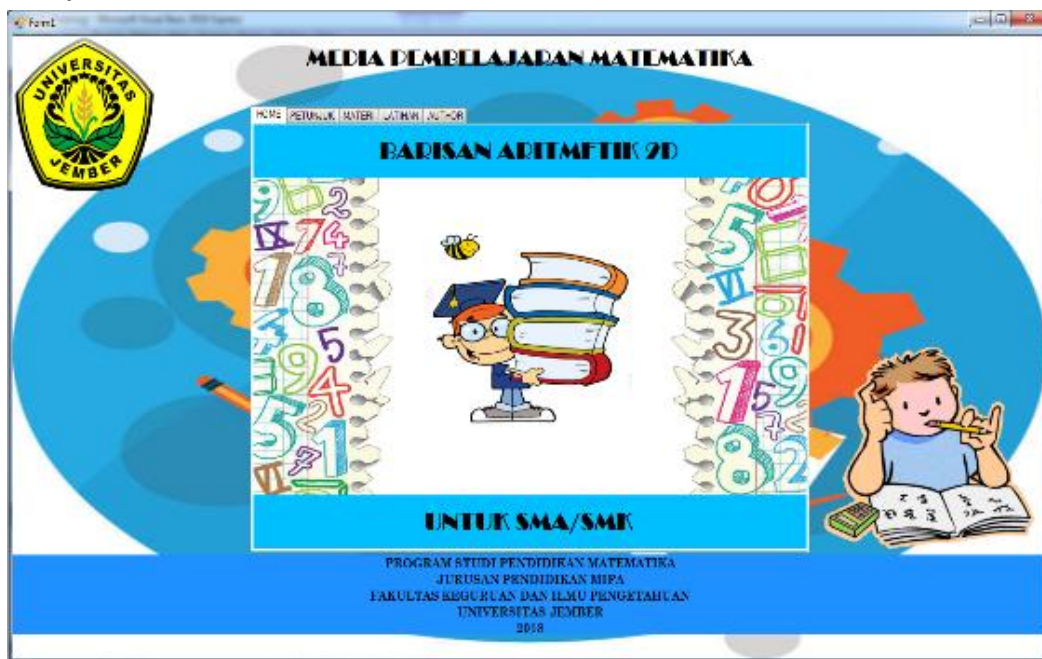 Form1
UNIVERSITAS
JEMBER
MEDIA PEMBELAJARAN MATEMATIKA
HOME PETUNJUK MATERI LATIHAN AUTHOR
BARISAN ARITMETIK 2D
UNTUK SMA/SMK
PROGRAM STUDI PENDIDIKAN MATEMATIKA
JURUSAN PENDIDIKAN MIPA
FAKULTAS KEGURUAN DAN ILMU PENGETAHUAN
UNIVERSITAS JEMBER
2018